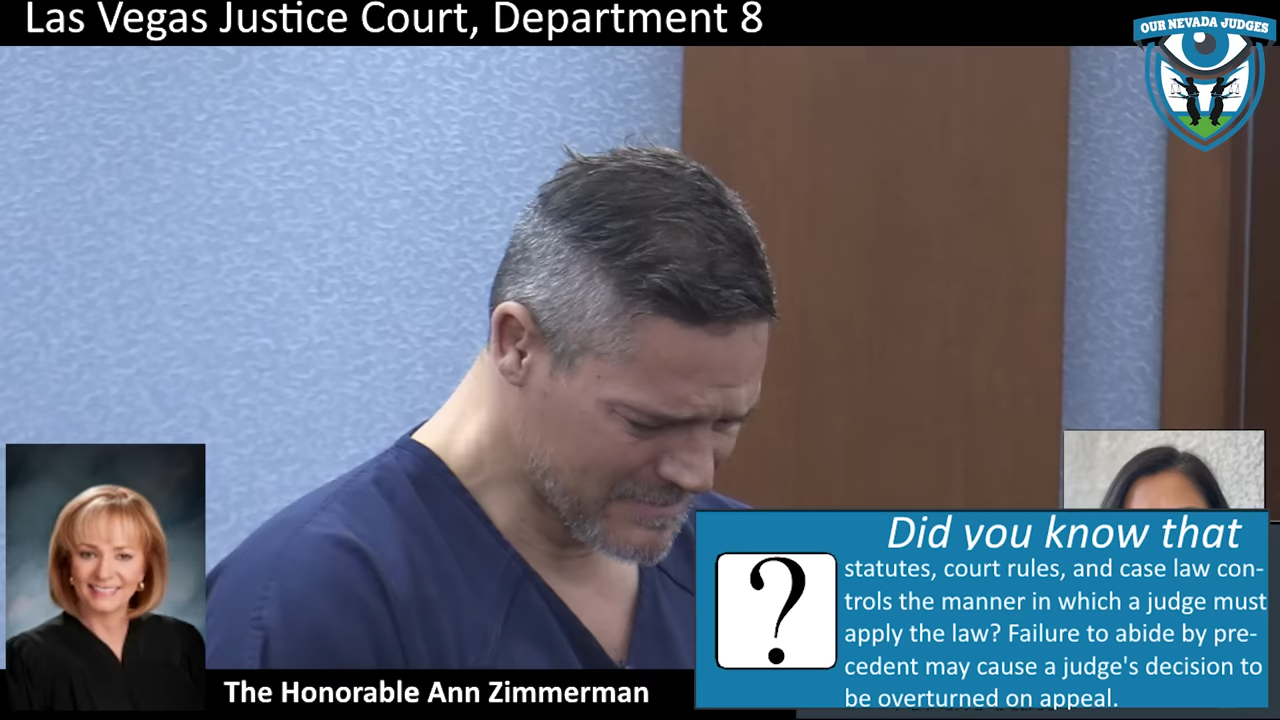 Las Vegas Justice Court, Department 8
OUR NEVADA JUDGES
Did you know that
?
statutes, court rules, and case law con-
trols the manner in which a judge must
apply the law? Failure to abide by pre-
cedent may cause a judge's decision to
be overturned on appeal.
The Honorable Ann Zimmerman